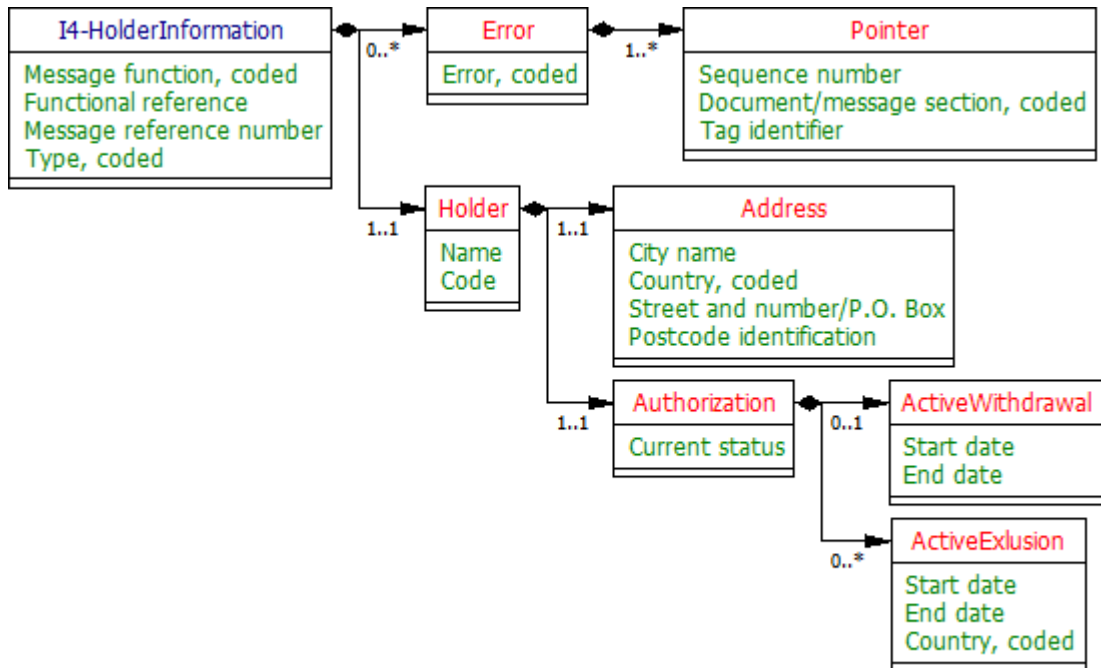 I4-HolderInformation
Message function, coded
Functional reference
Message reference number
Type, coded
0..*
Error
Error, coded
1..*
Pointer
Sequence number
Document/message section, coded
Tag identifier
1..1
Holder
Name
Code
1..1
Address
City name
Country, coded
Street and number/P.O. Box
Postcode identification
1..1
Authorization
Current status
0..1
ActiveWithdrawal
Start date
End date
0..*
ActiveExlusion
Start date
End date
Country, coded